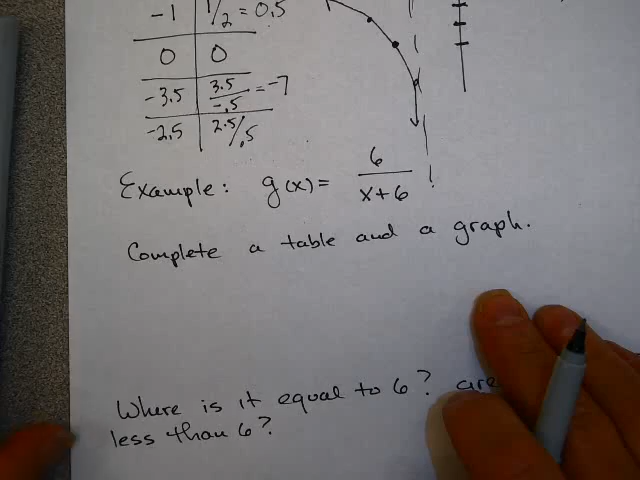 -1 1/2 = 0.5
0 0
-3.5 3.5/-.5 = -7
-2.5 2.5/.5
Example: g(x) = 6/(x+6)
Complete a table and a graph.
Where is it equal to 6? are
less than 6?